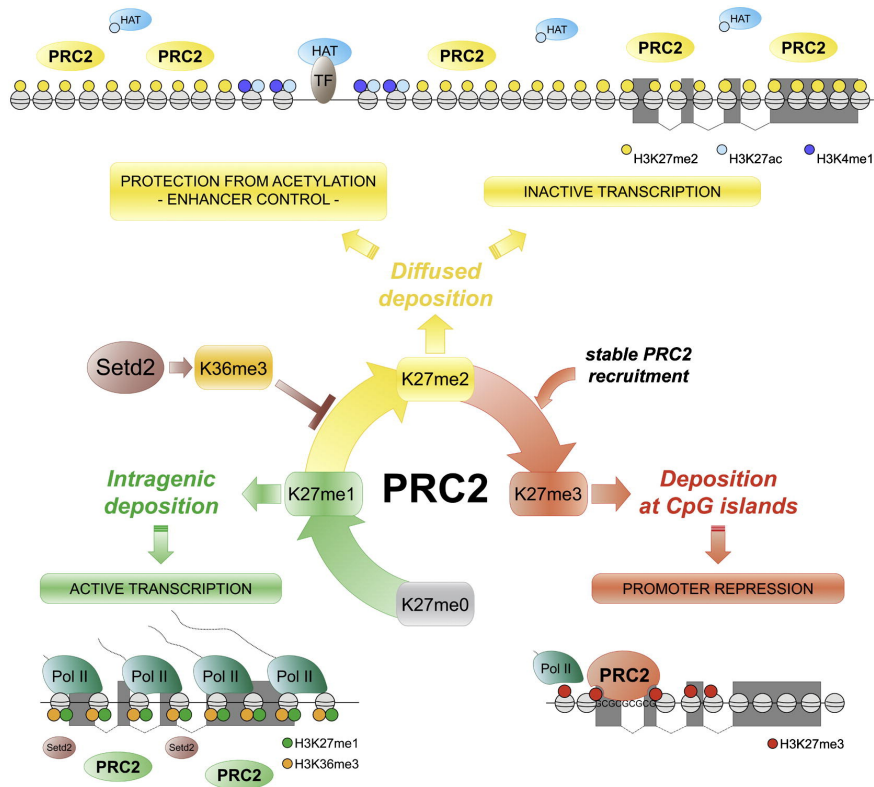 HAT
HAT
HAT
PRC2
PRC2
HAT
PRC2
PRC2
PRC2
TF
H3K27me2
H3K27ac
H3K4me1
PROTECTION FROM ACETYLATION
- ENHANCER CONTROL -
INACTIVE TRANSCRIPTION
Diffused
deposition
Setd2
K36me3
K27me2
stable PRC2
recruitment
Intragenic
deposition
K27me1
PRC2
K27me3
Deposition
at CpG islands
ACTIVE TRANSCRIPTION
K27me0
PROMOTER REPRESSION
Pol II
Pol II
Pol II
Pol II
Setd2
Setd2
PRC2
PRC2
H3K27me1
H3K36me3
Pol II
PRC2
GCGCGCGCG
H3K27me3